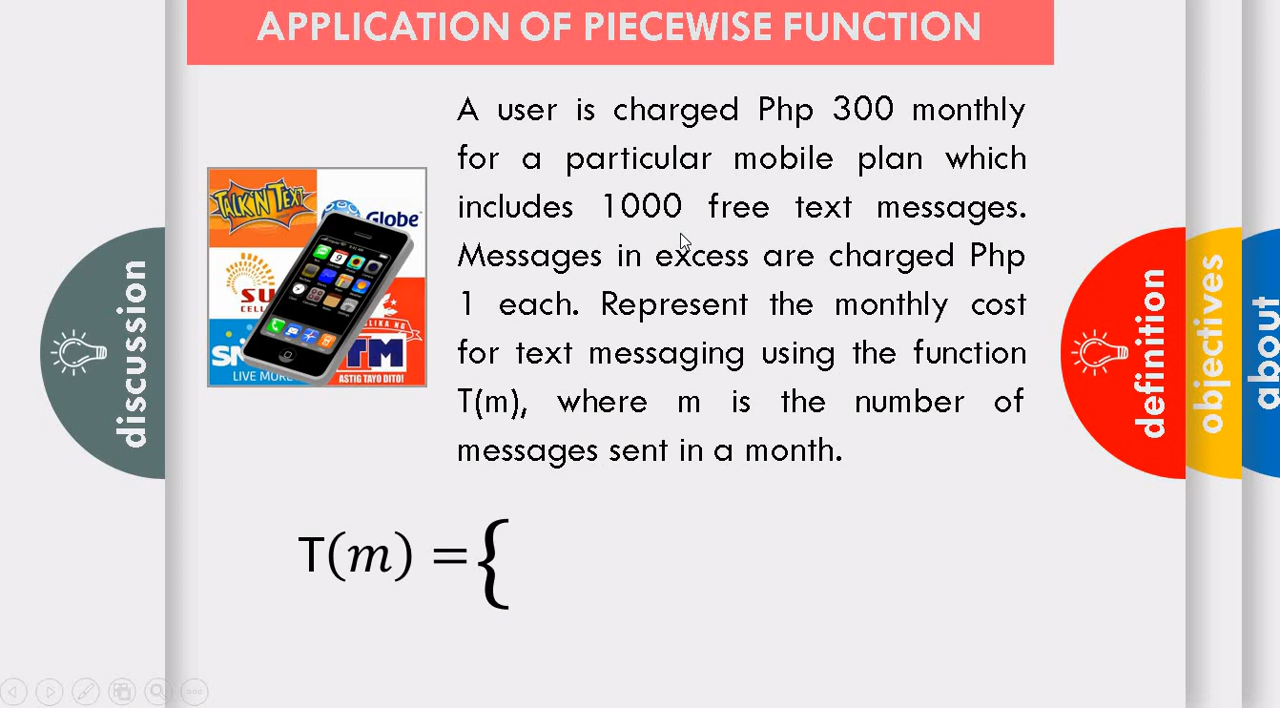 APPLICATION OF PIECEWISE FUNCTION
A user is charged Php 300 monthly
for a particular mobile plan which
includes 1000 free text messages.
Messages in excess are charged Php
1 each. Represent the monthly cost
for text messaging using the function
T(m), where m is the number of
messages sent in a month.
TALK'N TEXT
Globe
SU
CELL
LIVE MORE
TM
ASTIG TAYO DITO!
T(m) = {
discussion
definition
objectives
about